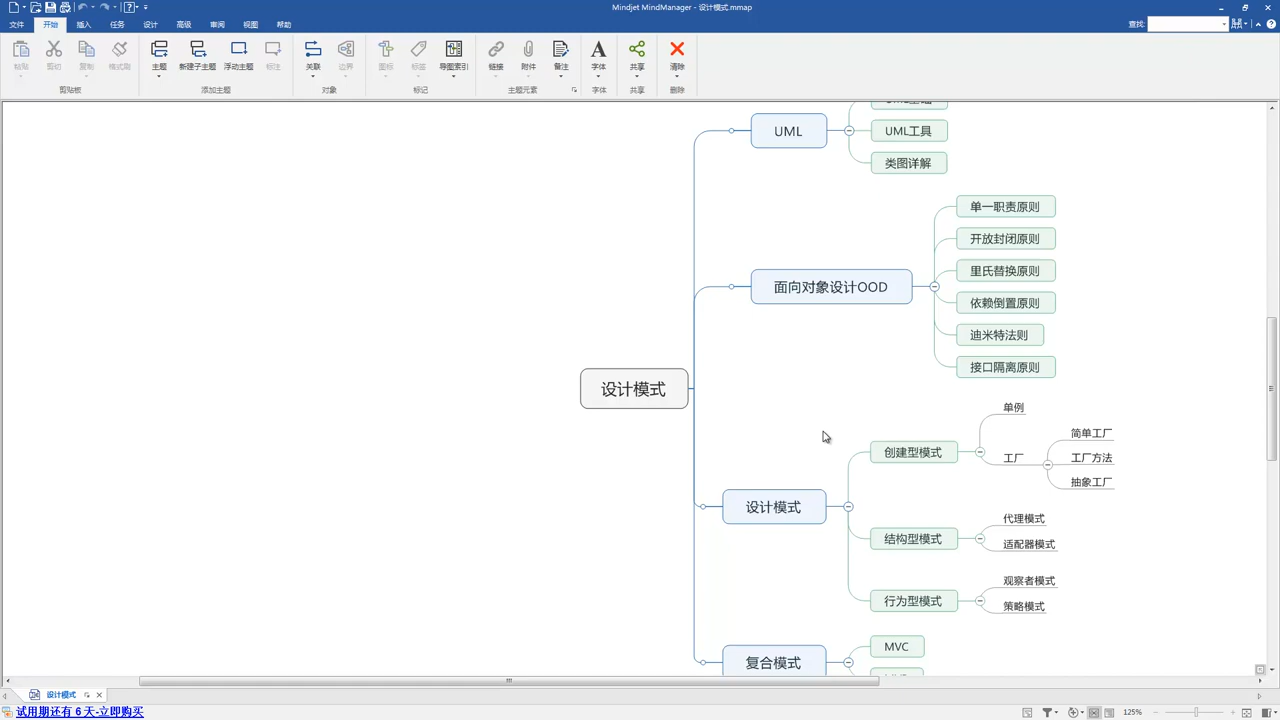 Mindjet MindManager - 设计模式.mmap
文件 开始 插入 任务 设计 高级 审阅 视图 帮助 查找:
粘贴 剪切 复制 格式刷 主题 新建子主题 浮动主题 标注 关联 边界 图标 标签 导图索引 链接 附件 备注 字体 共享 清除
剪贴板 添加主题 对象 标记 主题元素 字体 共享 删除
UML
UML工具
类图详解
单一职责原则
开放封闭原则
里氏替换原则
面向对象设计OOD
依赖倒置原则
迪米特法则
接口隔离原则
设计模式
单例
创建型模式
简单工厂
工厂
工厂方法
抽象工厂
设计模式
代理模式
结构型模式
适配器模式
观察者模式
行为型模式
策略模式
MVC
复合模式
设计模式
试用期还有 6 天-立即购买
125%